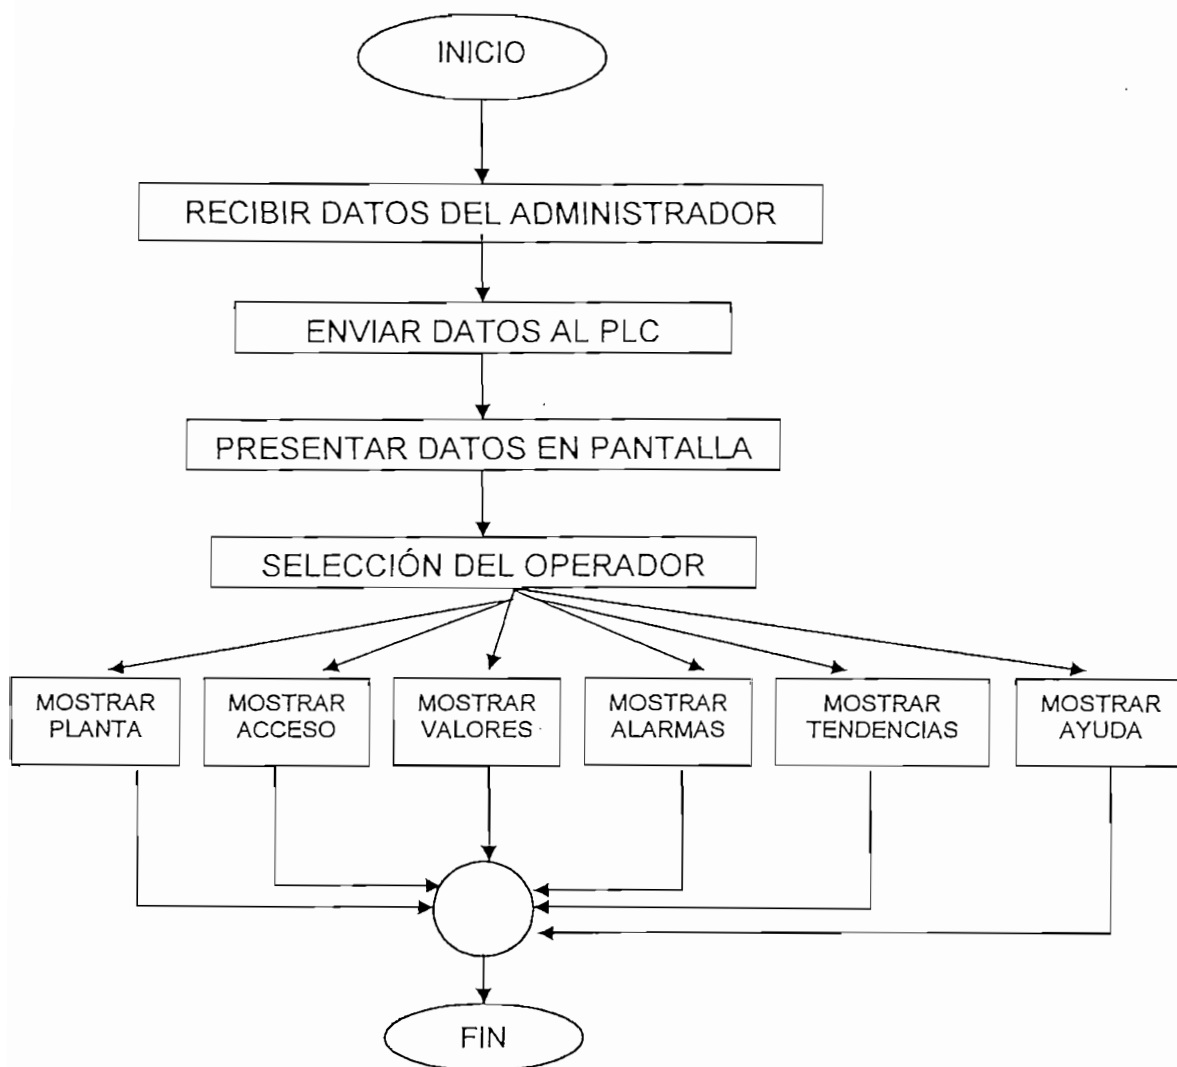 INICIO
RECIBIR DATOS DEL ADMINISTRADOR
ENVIAR DATOS AL PLC
PRESENTAR DATOS EN PANTALLA
SELECCIÓN DEL OPERADOR
MOSTRAR
PLANTA
MOSTRAR
ACCESO
MOSTRAR
VALORES
MOSTRAR
ALARMAS
MOSTRAR
TENDENCIAS
MOSTRAR
AYUDA
FIN